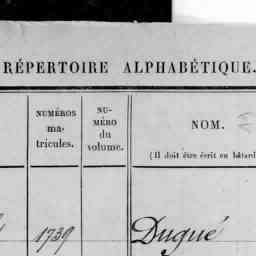 RÉPERTOIRE ALPHABÉTIQUE.
NUMÉROS
ma-
tricules.
NU-
MÉRO
du
volume.
NOM.
(Il doit être écrit en bâtard
1739
Dugué